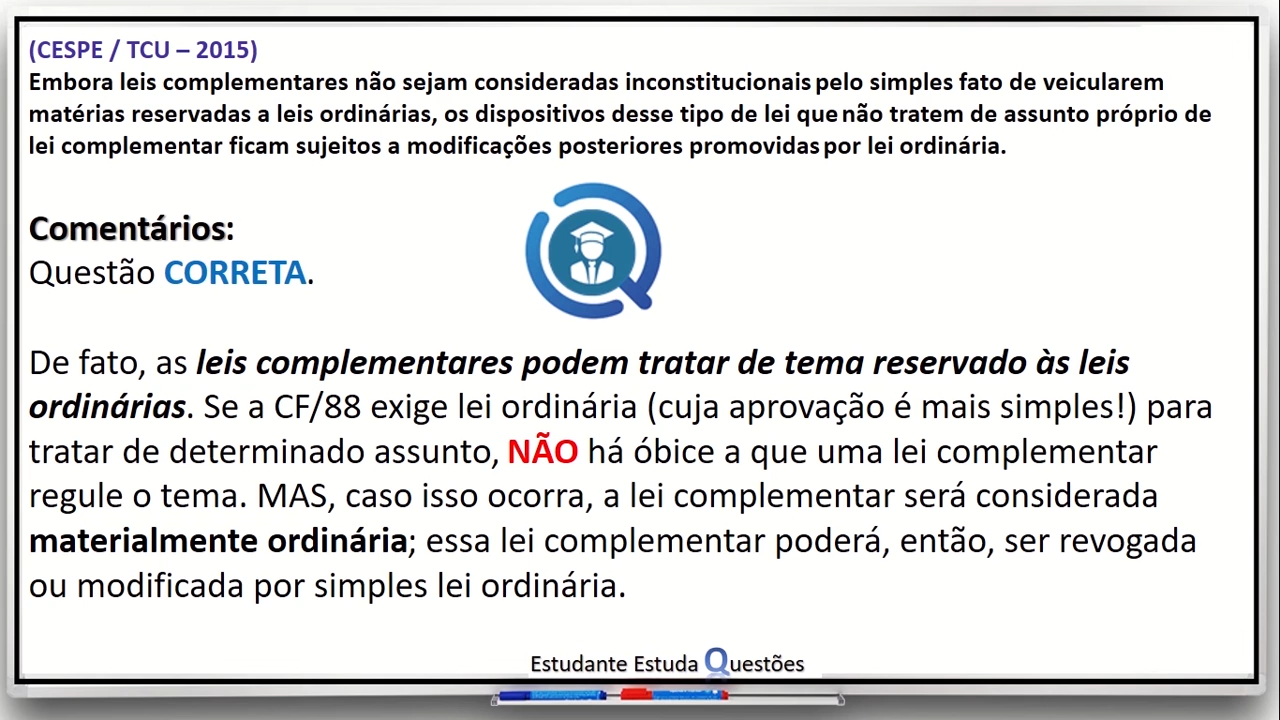 (CESPE / TCU – 2015)
Embora leis complementares não sejam consideradas inconstitucionais pelo simples fato de veicularem
matérias reservadas a leis ordinárias, os dispositivos desse tipo de lei que não tratem de assunto próprio de
lei complementar ficam sujeitos a modificações posteriores promovidas por lei ordinária.
Comentários:
Questão CORRETA.
De fato, as leis complementares podem tratar de tema reservado às leis
ordinárias. Se a CF/88 exige lei ordinária (cuja aprovação é mais simples!) para
tratar de determinado assunto, NÃO há óbice a que uma lei complementar
regule o tema. MAS, caso isso ocorra, a lei complementar será considerada
materialmente ordinária; essa lei complementar poderá, então, ser revogada
ou modificada por simples lei ordinária.
Estudante Estuda Questões